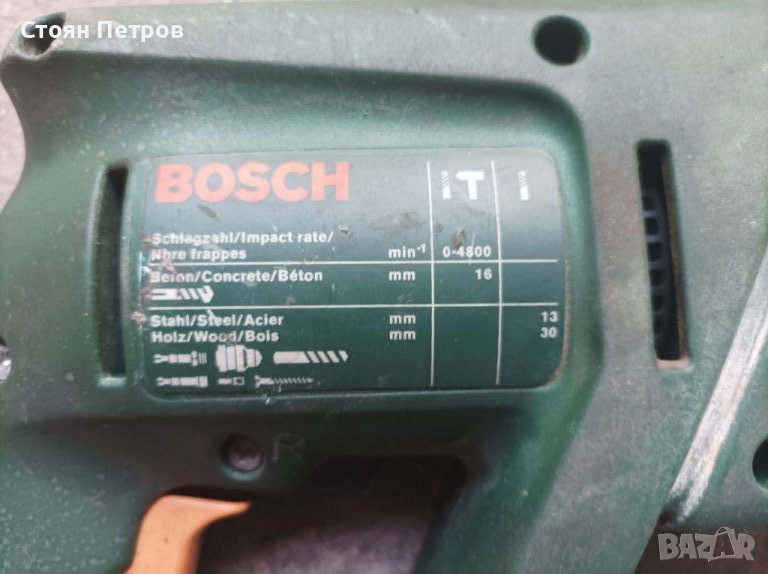 Стоян Петров
BOSCH
Schlagzahl/Impact rate/
Nbre frappes min⁻¹ 0-4800
Beton/Concrete/Béton mm 16
Stahl/Steel/Acier mm 13
Holz/Wood/Bois mm 30
R
BAZAR